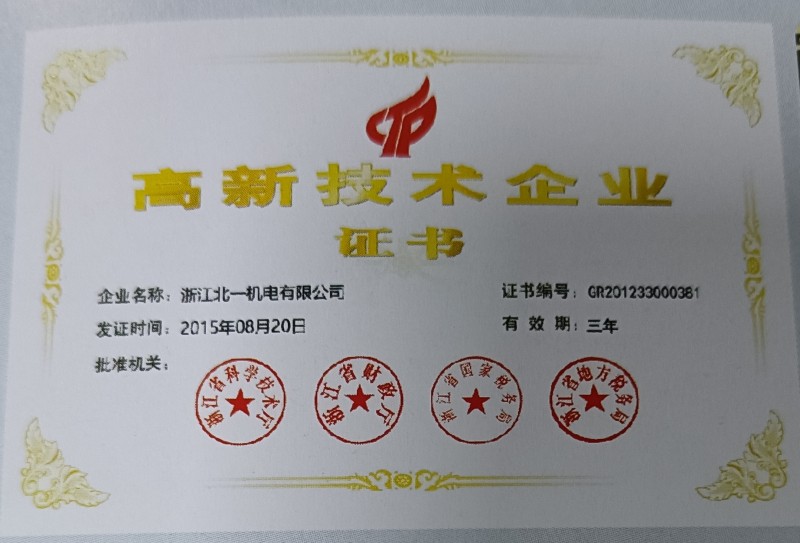 高新技术企业
证书
企业名称：浙江北一机电有限公司
证书编号：GR201233000381
发证时间：2015年08月20日
有效期：三年
批准机关：
浙江省科学技术厅
浙江省财政厅
浙江省国家税务局
浙江省地方税务局